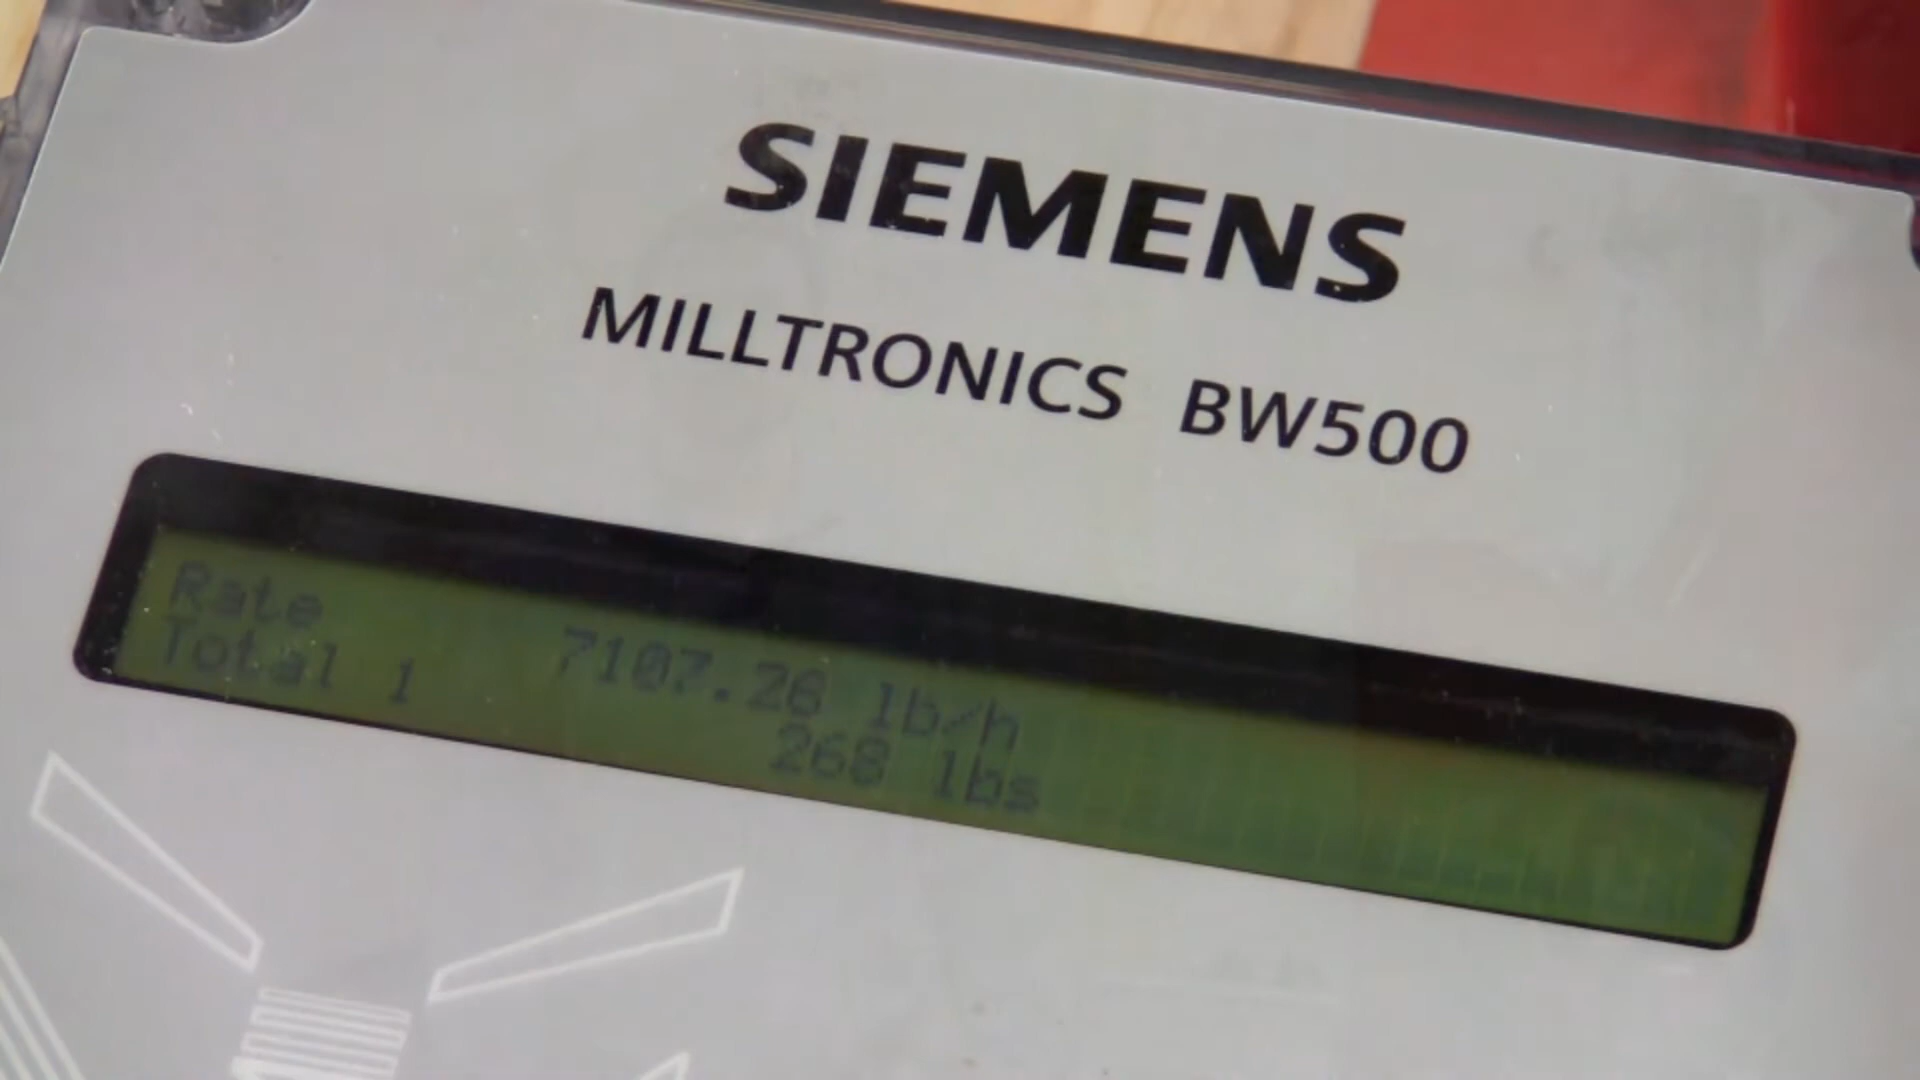 SIEMENS
MILLTRONICS BW500
Rate 7107.26 lb/h
Total 1 268 lbs